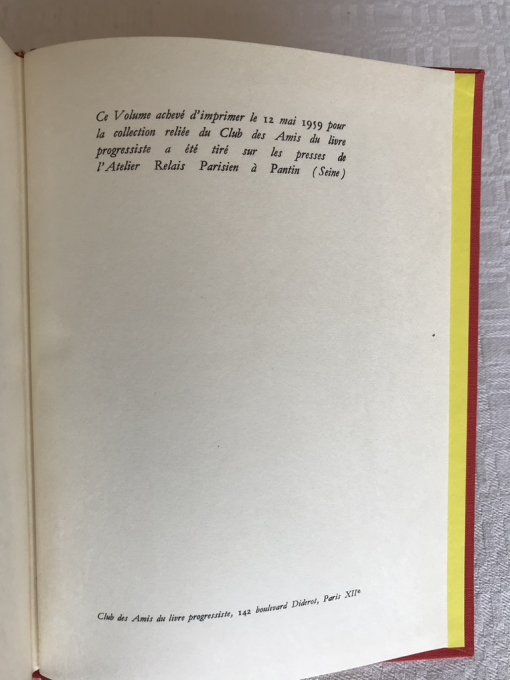 Ce Volume achevé d'imprimer le 12 mai 1959 pour
la collection reliée du Club des Amis du livre
progressiste a été tiré sur les presses de
l'Atelier Relais Parisien à Pantin (Seine)
Club des Amis du livre progressiste, 142 boulevard Diderot, Paris XIIe